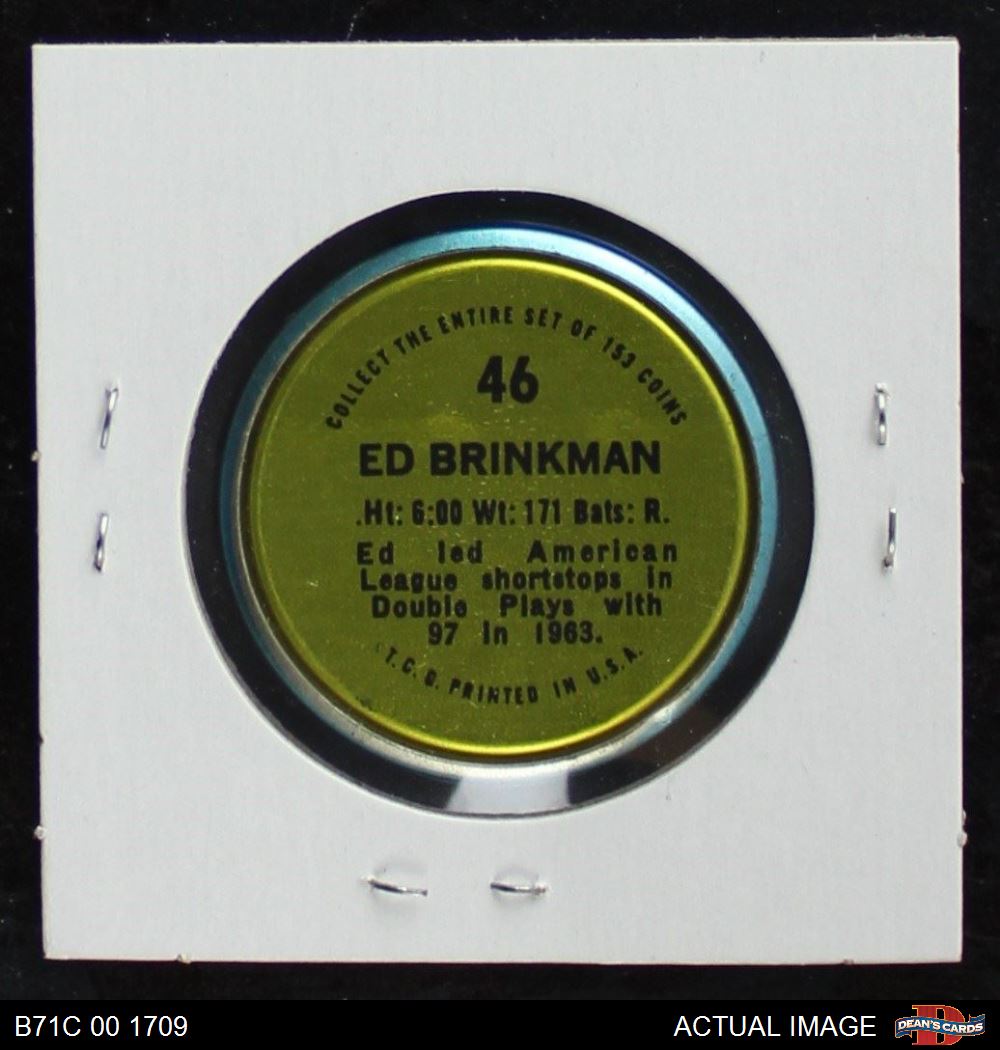 COLLECT THE ENTIRE SET OF 153 COINS
46
ED BRINKMAN
.Ht: 6:00 Wt: 171 Bats: R.
Ed led American
League shortstops in
Double Plays with
97 in 1963.
T.C.G. PRINTED IN U.S.A.
B71C 00 1709
ACTUAL IMAGE
D
DEAN'S CARDS